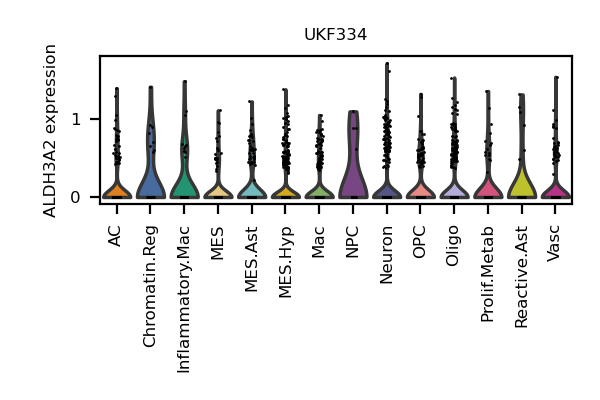 UKF334
ALDH3A2 expression
1
0
AC
Chromatin.Reg
Inflammatory.Mac
MES
MES.Ast
MES.Hyp
Mac
NPC
Neuron
OPC
Oligo
Prolif.Metab
Reactive.Ast
Vasc